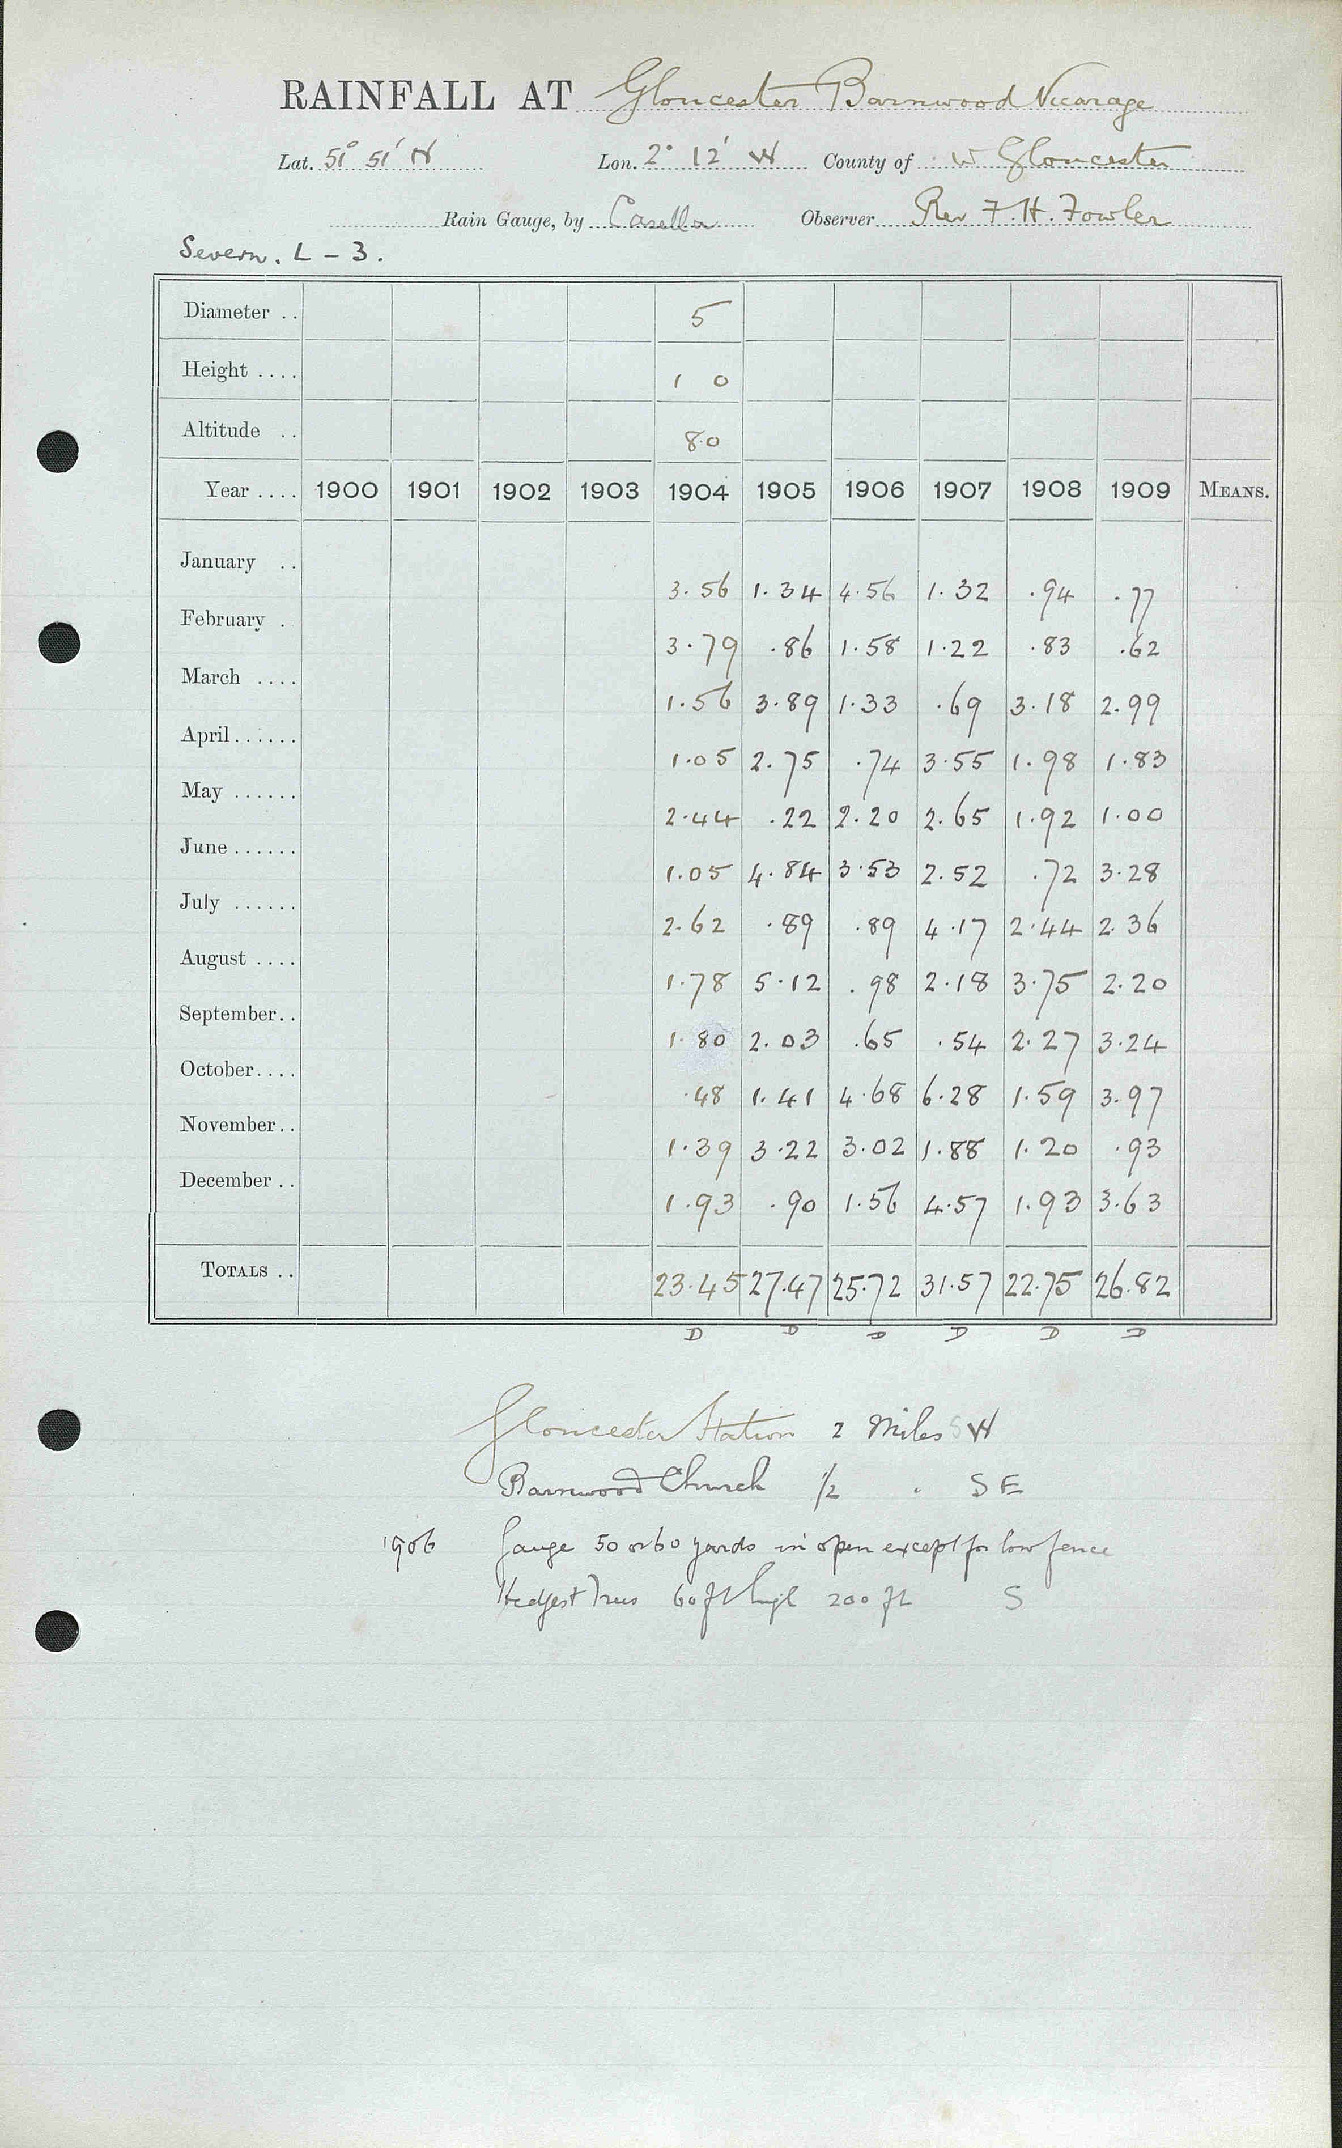 RAINFALL AT Gloucester Barnwood Vicarage
Lat. 51° 51' N Lon. 2° 12' W County of W Gloucester
Rain Gauge, by Casella Observer Rev F. H. Fowler
Severn. L - 3.
Diameter .. 5
Height .... 1 0
Altitude .. 80
Year .... 1900 1901 1902 1903 1904 1905 1906 1907 1908 1909 MEANS.
January .. 3.56 1.34 4.56 1.32 .94 .77
February . 3.79 .86 1.58 1.22 .83 .62
March .... 1.56 3.89 1.33 .69 3.18 2.99
April...... 1.05 2.75 .74 3.55 1.98 1.83
May ...... 2.44 .22 2.20 2.65 1.92 1.00
June...... 1.05 4.84 3.53 2.52 .72 3.28
July ...... 2.62 .89 .89 4.17 2.44 2.36
August .... 1.78 5.12 .98 2.18 3.75 2.20
September.. 1.80 2.03 .65 .54 2.27 3.24
October.... .48 1.41 4.68 6.28 1.59 3.97
November.. 1.39 3.22 3.02 1.88 1.20 .93
December .. 1.93 .90 1.56 4.57 1.93 3.63
TOTALS .. 23.45 27.47 25.72 31.57 22.75 26.82
D D D D D D
Gloucester Station 2 Miles S W
Barnwood Church 1/2 . S E
1906 Gauge 50 or 60 yards in open except for low fence
Trees 60 ft high 200 ft S